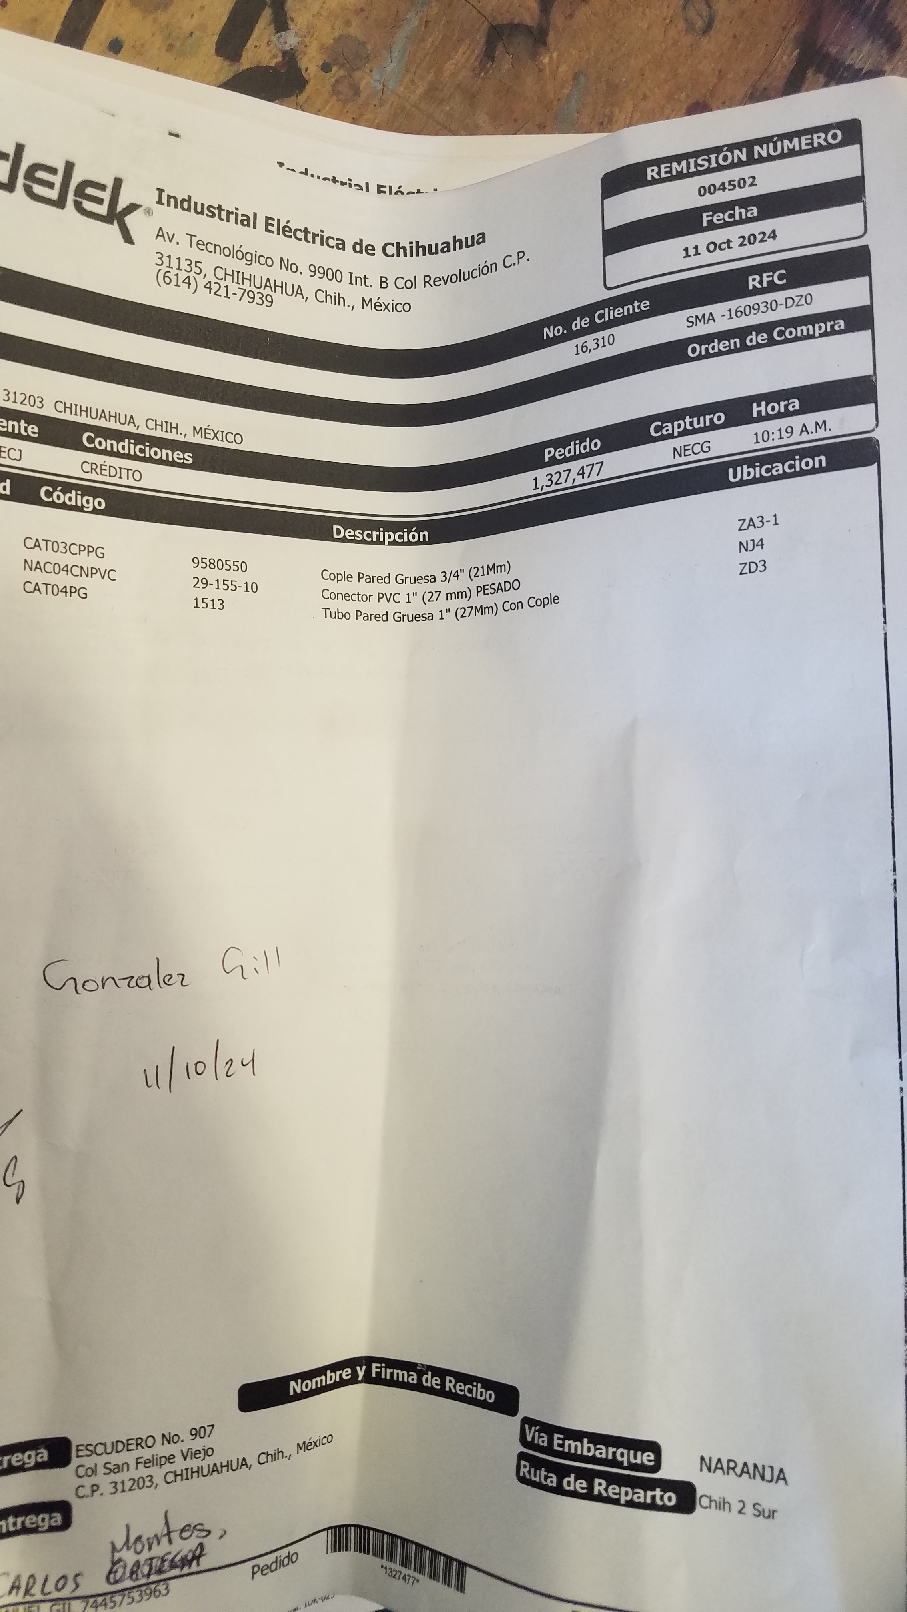 Industrial Eléctrica de Chihuahua
Av. Tecnológico No. 9900 Int. B Col Revolución C.P.
31135, CHIHUAHUA, Chih., México
(614) 421-7939
REMISIÓN NÚMERO
004502
Fecha
11 Oct 2024
No. de Cliente RFC
16,310 SMA -160930-DZ0
Orden de Compra
31203 CHIHUAHUA, CHIH., MÉXICO
ente Condiciones Pedido Capturo Hora
ECJ CRÉDITO 1,327,477 NECG 10:19 A.M.
d Código Descripción Ubicacion
CAT03CPPG 9580550 Cople Pared Gruesa 3/4" (21Mm) ZA3-1
NAC04CNPVC 29-155-10 Conector PVC 1" (27 mm) PESADO NJ4
CAT04PG 1513 Tubo Pared Gruesa 1" (27Mm) Con Cople ZD3
Gonzalez Gill
11/10/24
Nombre y Firma de Recibo
trega ESCUDERO No. 907
Col San Felipe Viejo
C.P. 31203, CHIHUAHUA, Chih., México
Vía Embarque NARANJA
Ruta de Reparto Chih 2 Sur
ntrega
Montes,
CARLOS ORTEGA
7445753963
Pedido
*1327477*